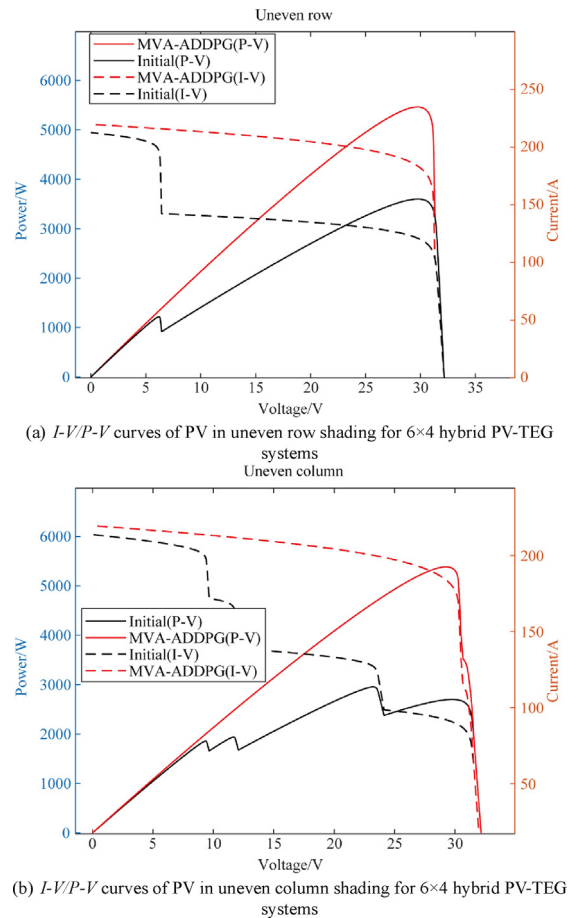 Uneven row
MVA-ADDPG(P-V)
Initial(P-V)
MVA-ADDPG(I-V)
Initial(I-V)
Power/W
6000
5000
4000
3000
2000
1000
0
Current/A
250
200
150
100
50
0
0 5 10 15 20 25 30 35
Voltage/V
(a) I-V/P-V curves of PV in uneven row shading for 6×4 hybrid PV-TEG
systems
Uneven column
Initial(P-V)
MVA-ADDPG(P-V)
Initial(I-V)
MVA-ADDPG(I-V)
Power/W
6000
5000
4000
3000
2000
1000
0
Current/A
200
150
100
50
0 5 10 15 20 25 30
Voltage/V
(b) I-V/P-V curves of PV in uneven column shading for 6×4 hybrid PV-TEG
systems